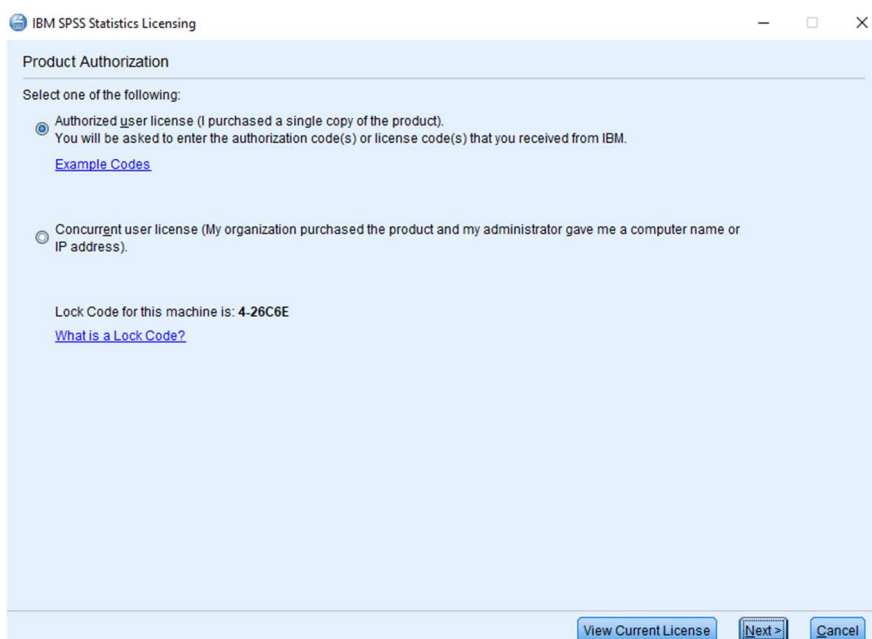 IBM SPSS Statistics Licensing
Product Authorization
Select one of the following:
Authorized user license (I purchased a single copy of the product).
You will be asked to enter the authorization code(s) or license code(s) that you received from IBM.
Example Codes
Concurrent user license (My organization purchased the product and my administrator gave me a computer name or
IP address).
Lock Code for this machine is: 4-26C6E
What is a Lock Code?
View Current License Next > Cancel